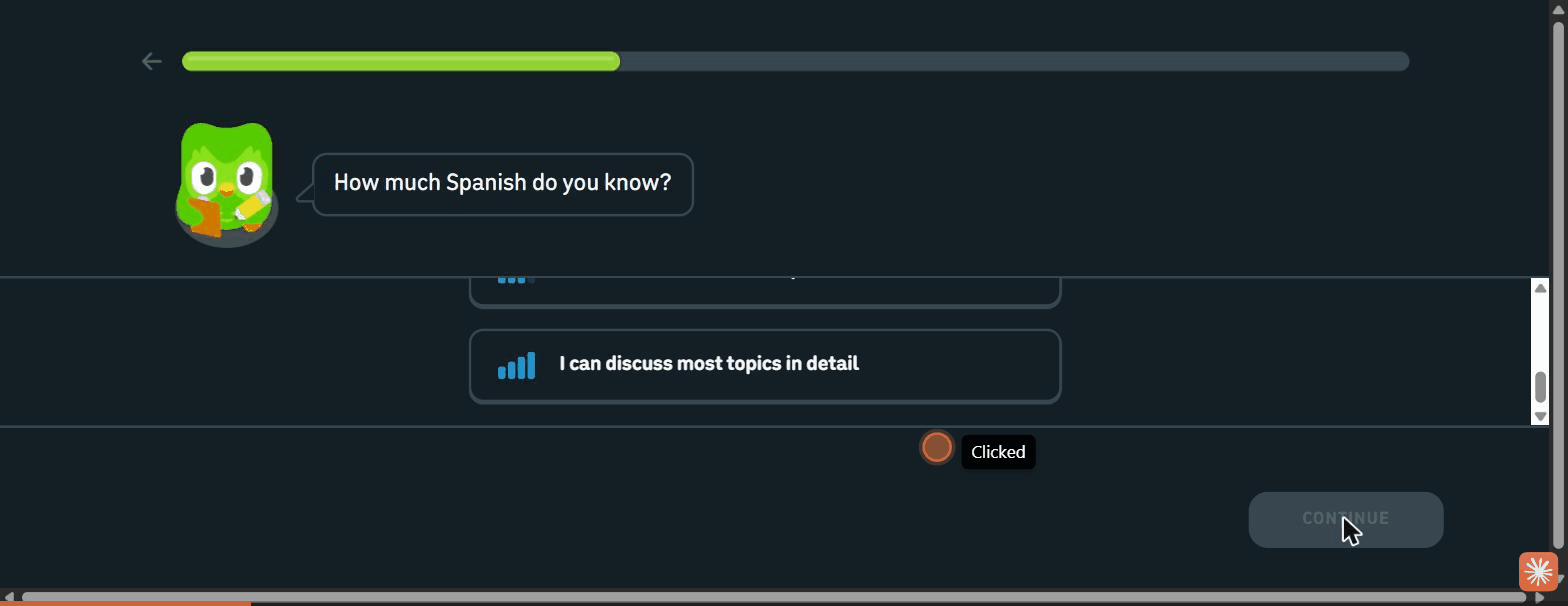 How much Spanish do you know?
I can discuss most topics in detail
Clicked
CONTINUE